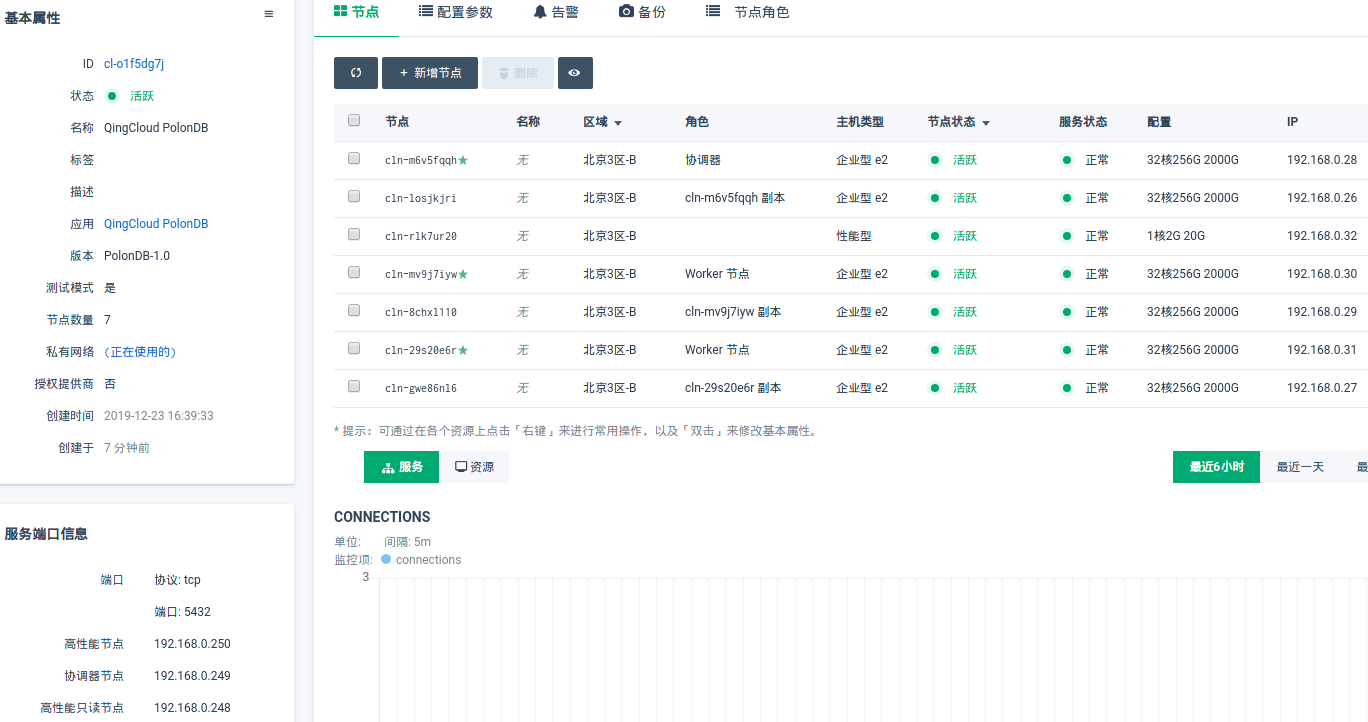 基本属性
ID cl-o1f5dg7j
状态 活跃
名称 QingCloud PolonDB
标签
描述
应用 QingCloud PolonDB
版本 PolonDB-1.0
测试模式 是
节点数量 7
私有网络 (正在使用的)
授权提供商 否
创建时间 2019-12-23 16:39:33
创建于 7 分钟前
服务端口信息
端口 协议: tcp
端口: 5432
高性能节点 192.168.0.250
协调器节点 192.168.0.249
高性能只读节点 192.168.0.248
节点 配置参数 告警 备份 节点角色
+ 新增节点 删除
节点 名称 区域 角色 主机类型 节点状态 服务状态 配置 IP
cln-m6v5fqqh★ 无 北京3区-B 协调器 企业型 e2 活跃 正常 32核256G 2000G 192.168.0.28
cln-losjkjri 无 北京3区-B cln-m6v5fqqh 副本 企业型 e2 活跃 正常 32核256G 2000G 192.168.0.26
cln-rlk7ur20 无 北京3区-B 性能型 活跃 正常 1核2G 20G 192.168.0.32
cln-mv9j7iyw★ 无 北京3区-B Worker 节点 企业型 e2 活跃 正常 32核256G 2000G 192.168.0.30
cln-8chxl110 无 北京3区-B cln-mv9j7iyw 副本 企业型 e2 活跃 正常 32核256G 2000G 192.168.0.29
cln-29s20e6r★ 无 北京3区-B Worker 节点 企业型 e2 活跃 正常 32核256G 2000G 192.168.0.31
cln-gwe86nl6 无 北京3区-B cln-29s20e6r 副本 企业型 e2 活跃 正常 32核256G 2000G 192.168.0.27
* 提示: 可通过在各个资源上点击「右键」来进行常用操作，以及「双击」来修改基本属性。
服务 资源 最近6小时 最近一天 最
CONNECTIONS
单位: 间隔: 5m
监控项: connections
3